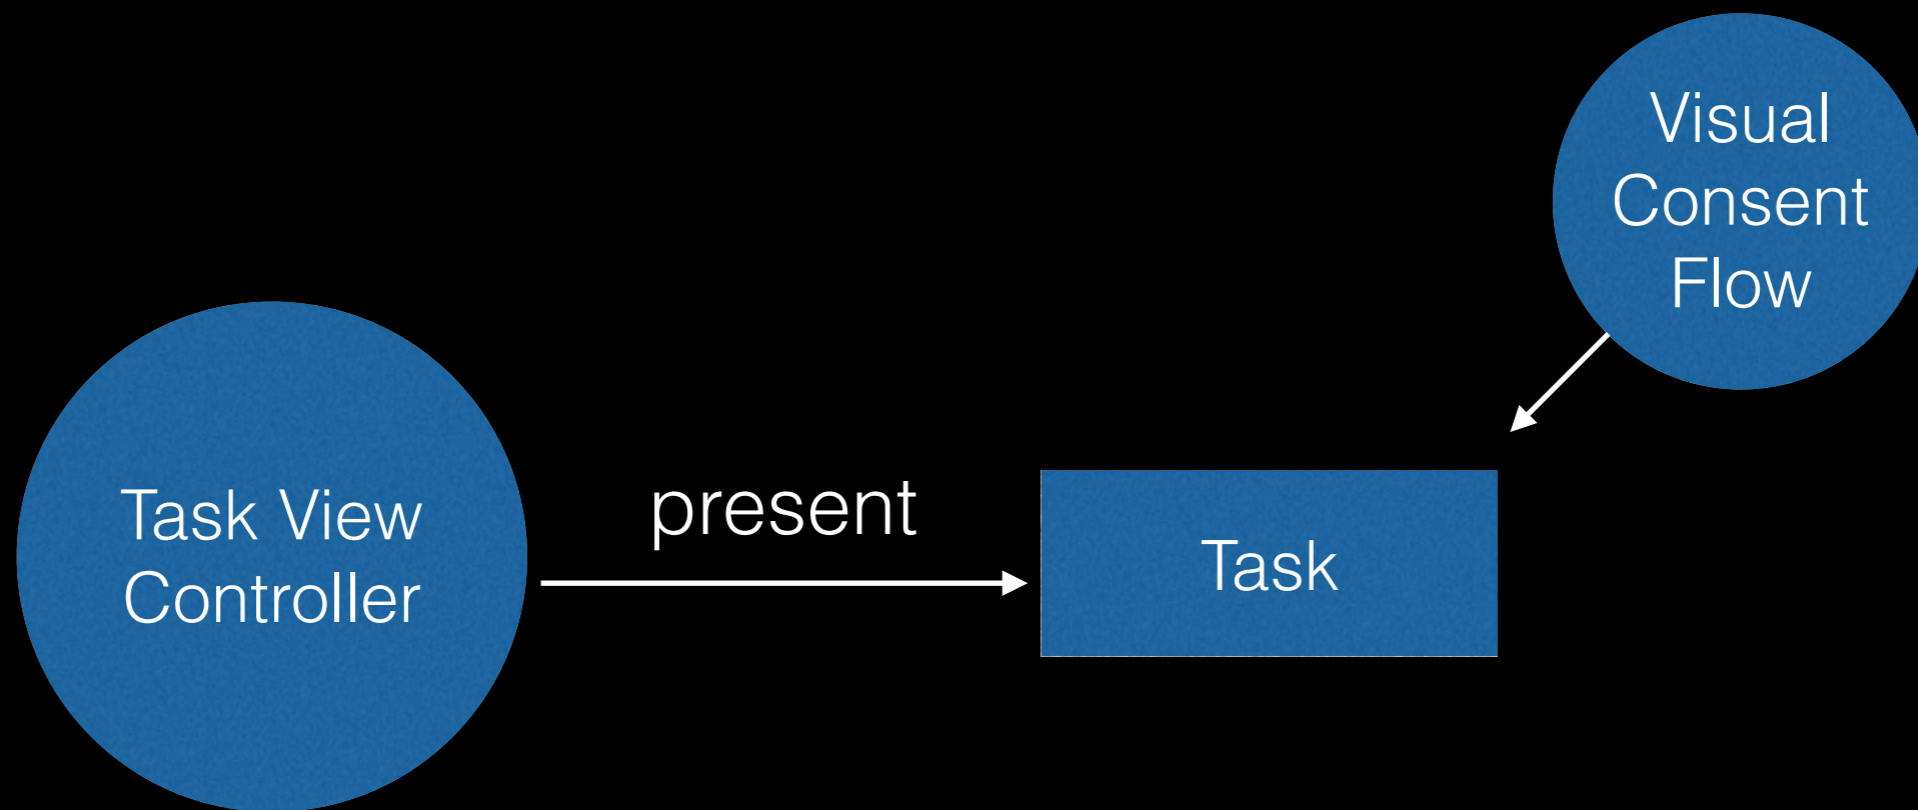 Visual
Consent
Flow
Task View
Controller
present
Task